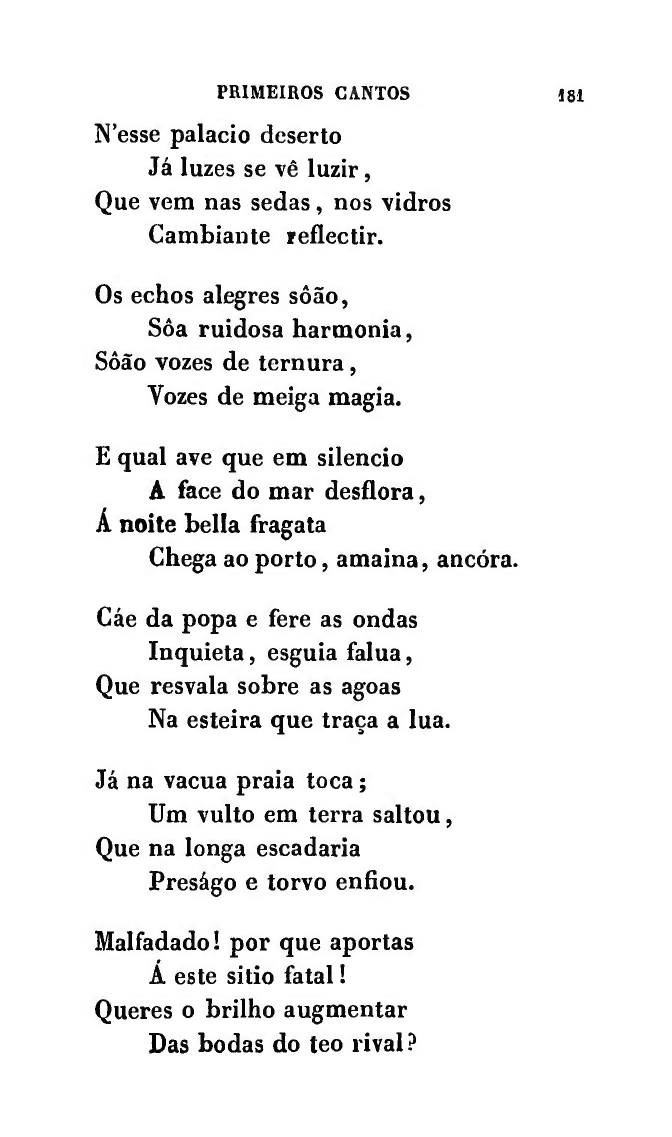 PRIMEIROS CANTOS 181
N'esse palacio deserto
Já luzes se vê luzir,
Que vem nas sedas, nos vidros
Cambiante reflectir.
Os echos alegres sôão,
Sôa ruidosa harmonia,
Sôão vozes de ternura,
Vozes de meiga magia.
E qual ave que em silencio
A face do mar desflora,
Á noite bella fragata
Chega ao porto, amaina, ancóra.
Cáe da popa e fere as ondas
Inquieta, esguia falua,
Que resvala sobre as agoas
Na esteira que traça a lua.
Já na vacua praia toca;
Um vulto em terra saltou,
Que na longa escadaria
Preságo e torvo enfiou.
Malfadado! por que aportas
Á este sitio fatal!
Queres o brilho augmentar
Das bodas do teo rival?